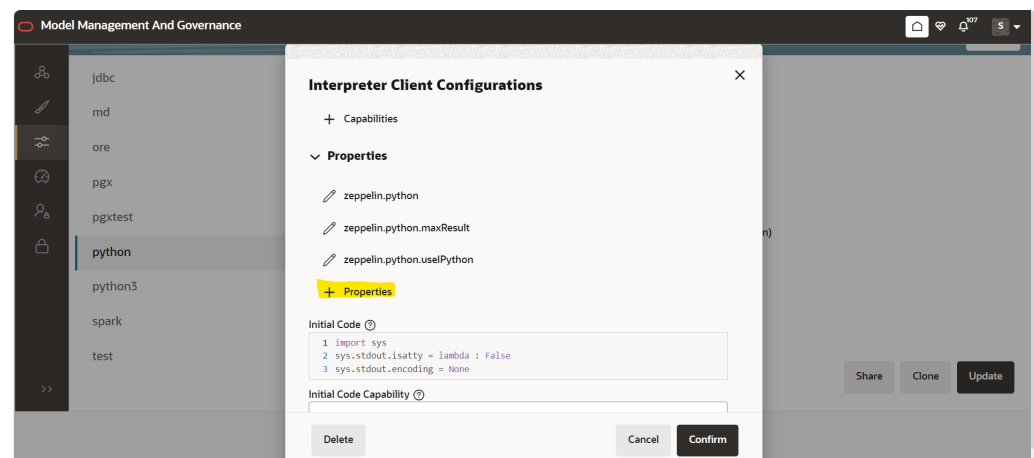 Model Management And Governance
107
S
jdbc
md
ore
pgx
pgxtest
python
python3
spark
test
>>
Interpreter Client Configurations
+ Capabilities
Properties
zeppelin.python
zeppelin.python.maxResult
zeppelin.python.useIPython
+ Properties
n)
Initial Code ?
1 import sys
2 sys.stdout.isatty = lambda : False
3 sys.stdout.encoding = None
Initial Code Capability ?
Delete
Cancel
Confirm
Share
Clone
Update